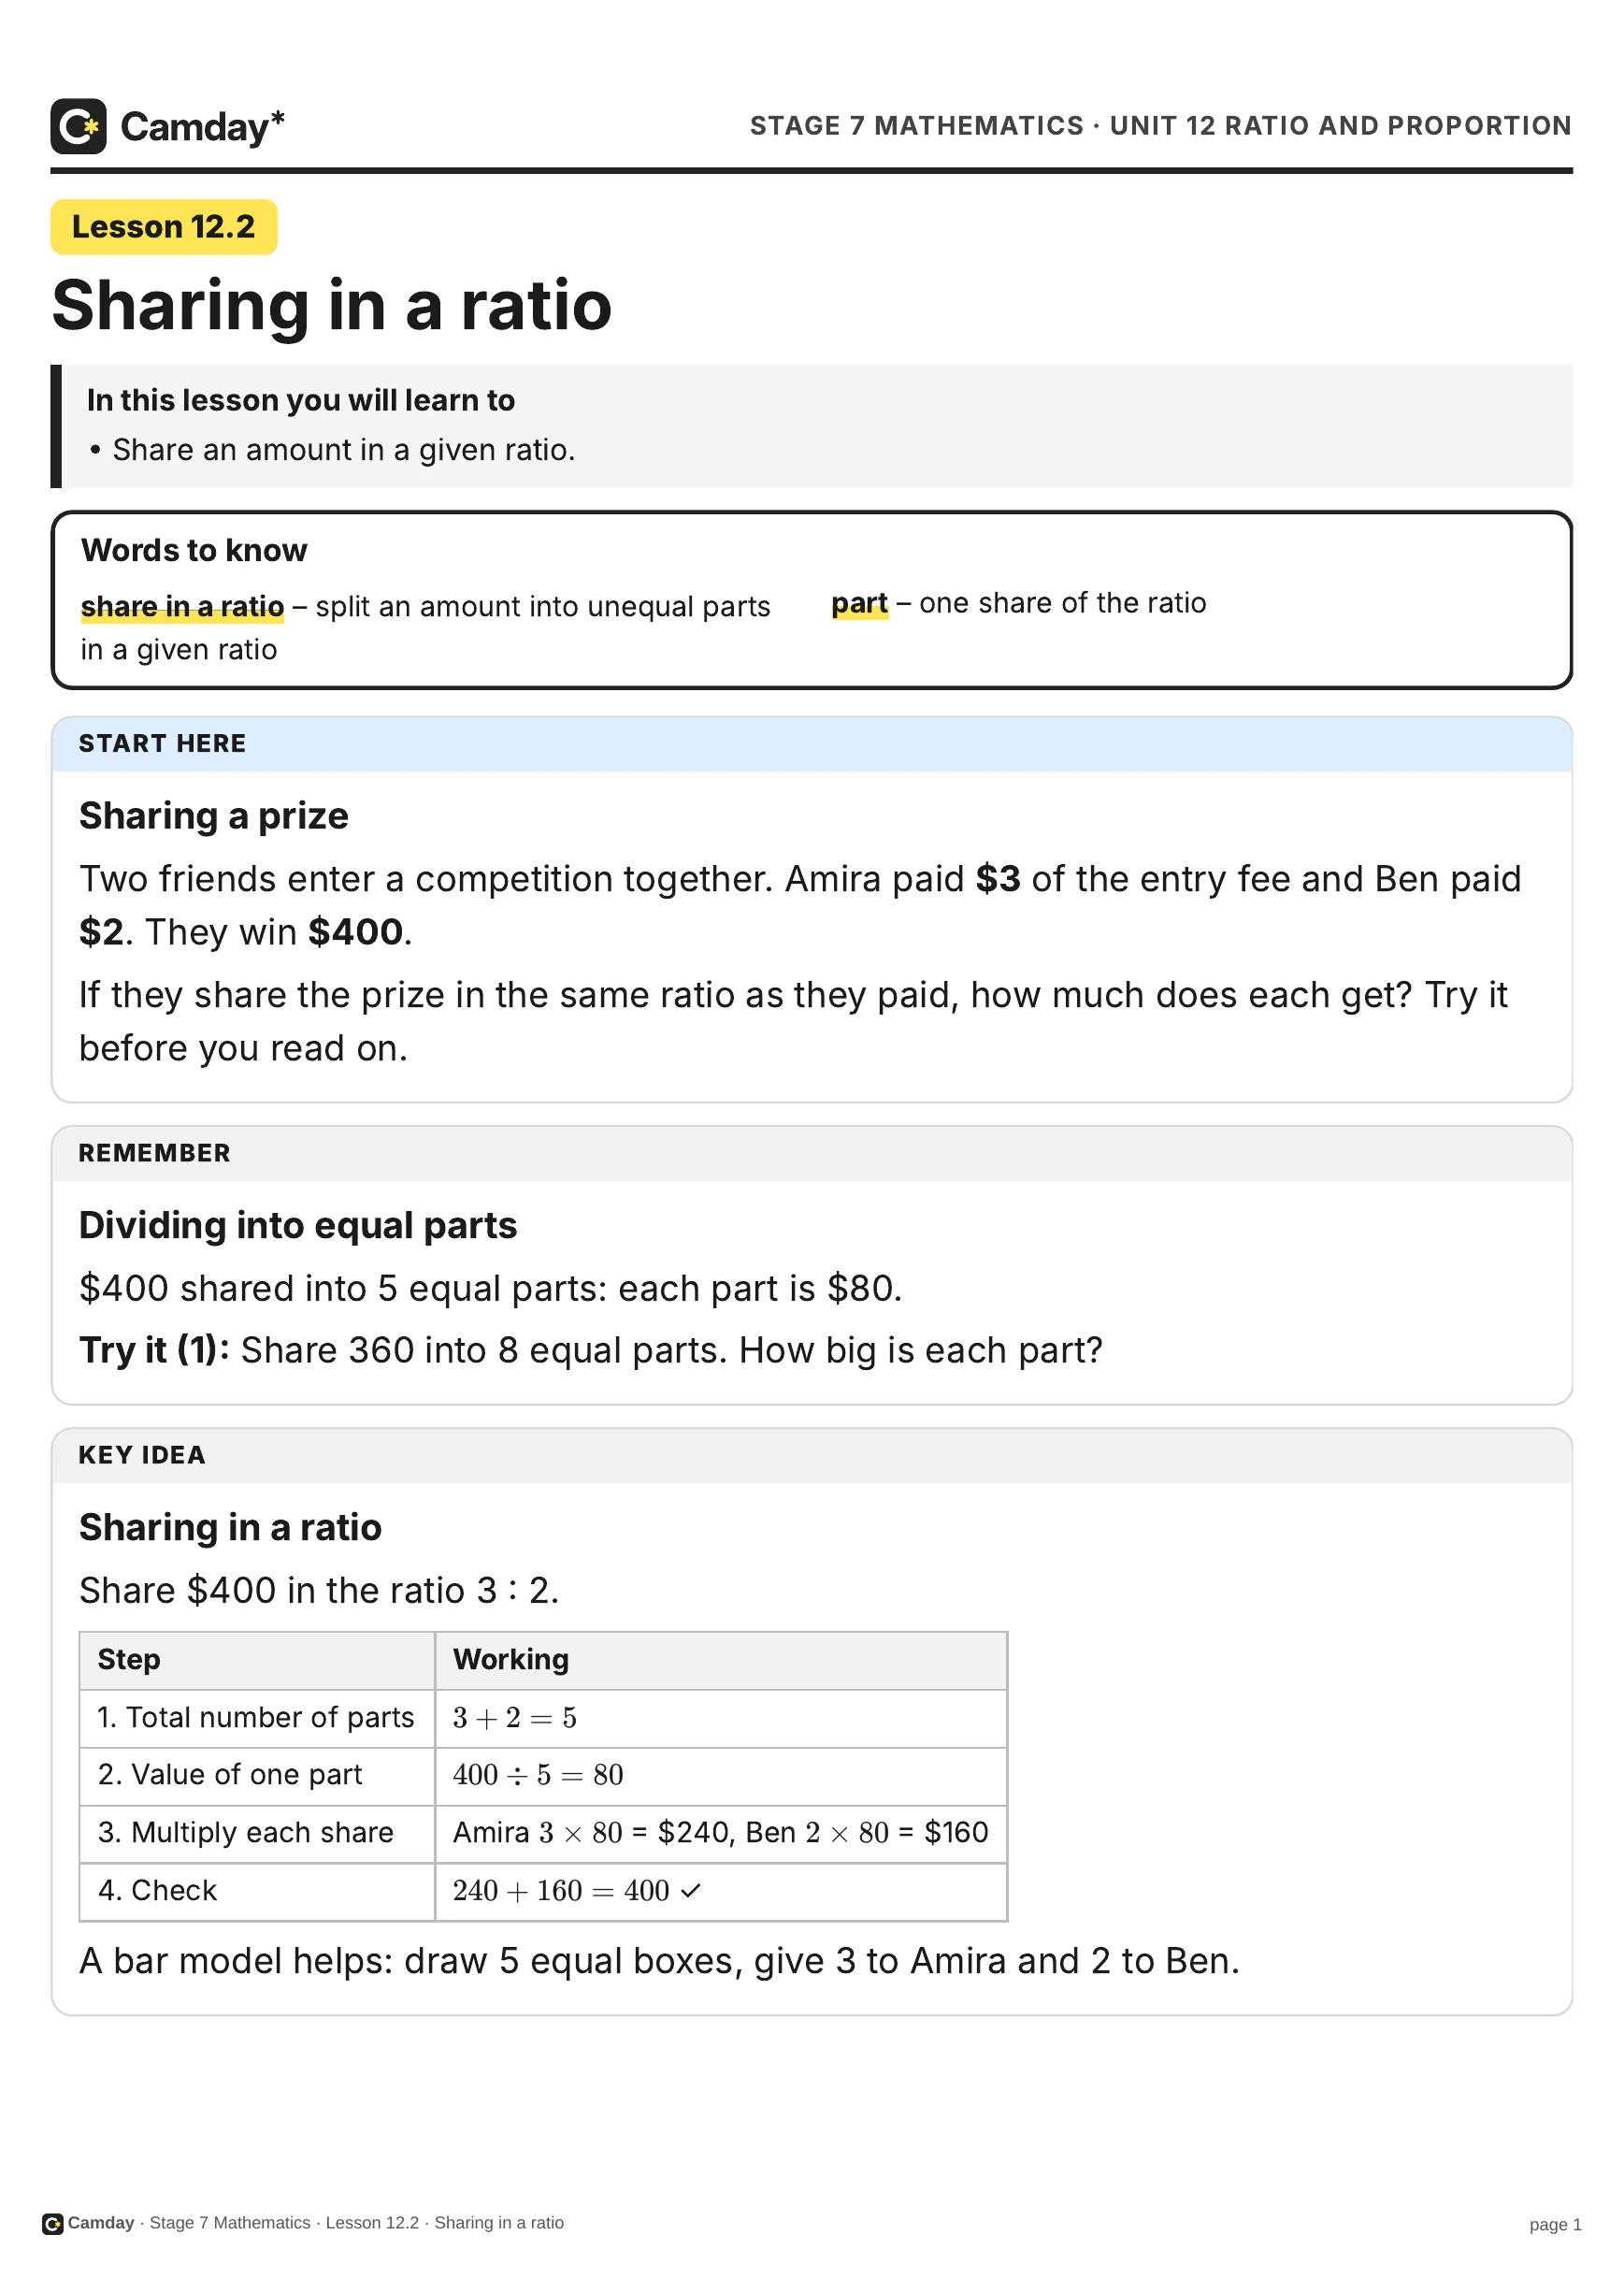 Camday*
STAGE 7 MATHEMATICS · UNIT 12 RATIO AND PROPORTION
Lesson 12.2
Sharing in a ratio
In this lesson you will learn to
• Share an amount in a given ratio.
Words to know
share in a ratio – split an amount into unequal parts
in a given ratio
part – one share of the ratio
START HERE
Sharing a prize
Two friends enter a competition together. Amira paid $3 of the entry fee and Ben paid
$2. They win $400.
If they share the prize in the same ratio as they paid, how much does each get? Try it
before you read on.
REMEMBER
Dividing into equal parts
$400 shared into 5 equal parts: each part is $80.
Try it (1): Share 360 into 8 equal parts. How big is each part?
KEY IDEA
Sharing in a ratio
Share $400 in the ratio 3 : 2.
Step Working
1. Total number of parts 3 + 2 = 5
2. Value of one part 400 ÷ 5 = 80
3. Multiply each share Amira 3 × 80 = $240, Ben 2 × 80 = $160
4. Check 240 + 160 = 400 ✓
A bar model helps: draw 5 equal boxes, give 3 to Amira and 2 to Ben.
Camday · Stage 7 Mathematics · Lesson 12.2 · Sharing in a ratio
page 1